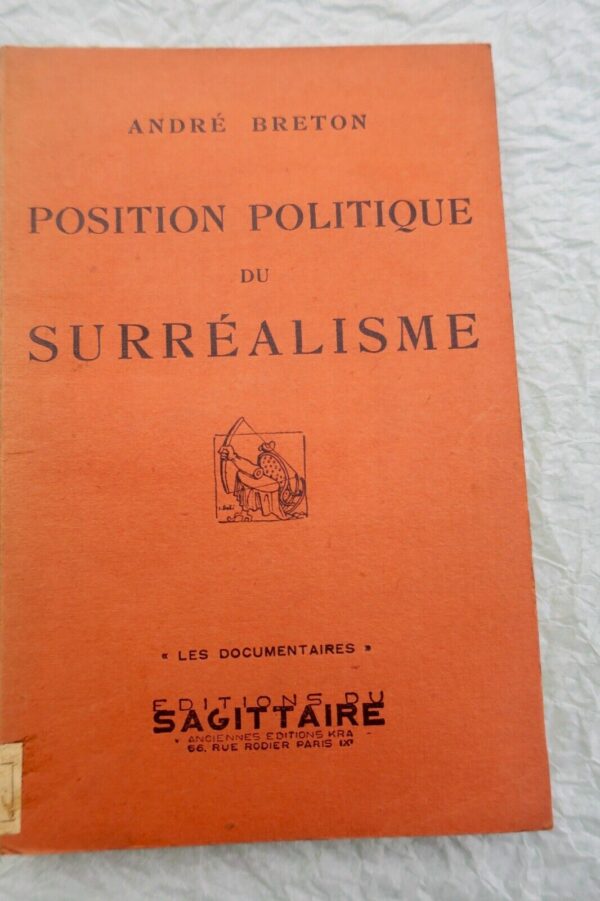 ANDRÉ BRETON
POSITION POLITIQUE
DU
SURRÉALISME
« LES DOCUMENTAIRES »
EDITIONS DU
SAGITTAIRE
- ANCIENNES EDITIONS KRA -
66, RUE RODIER PARIS IXᵉ